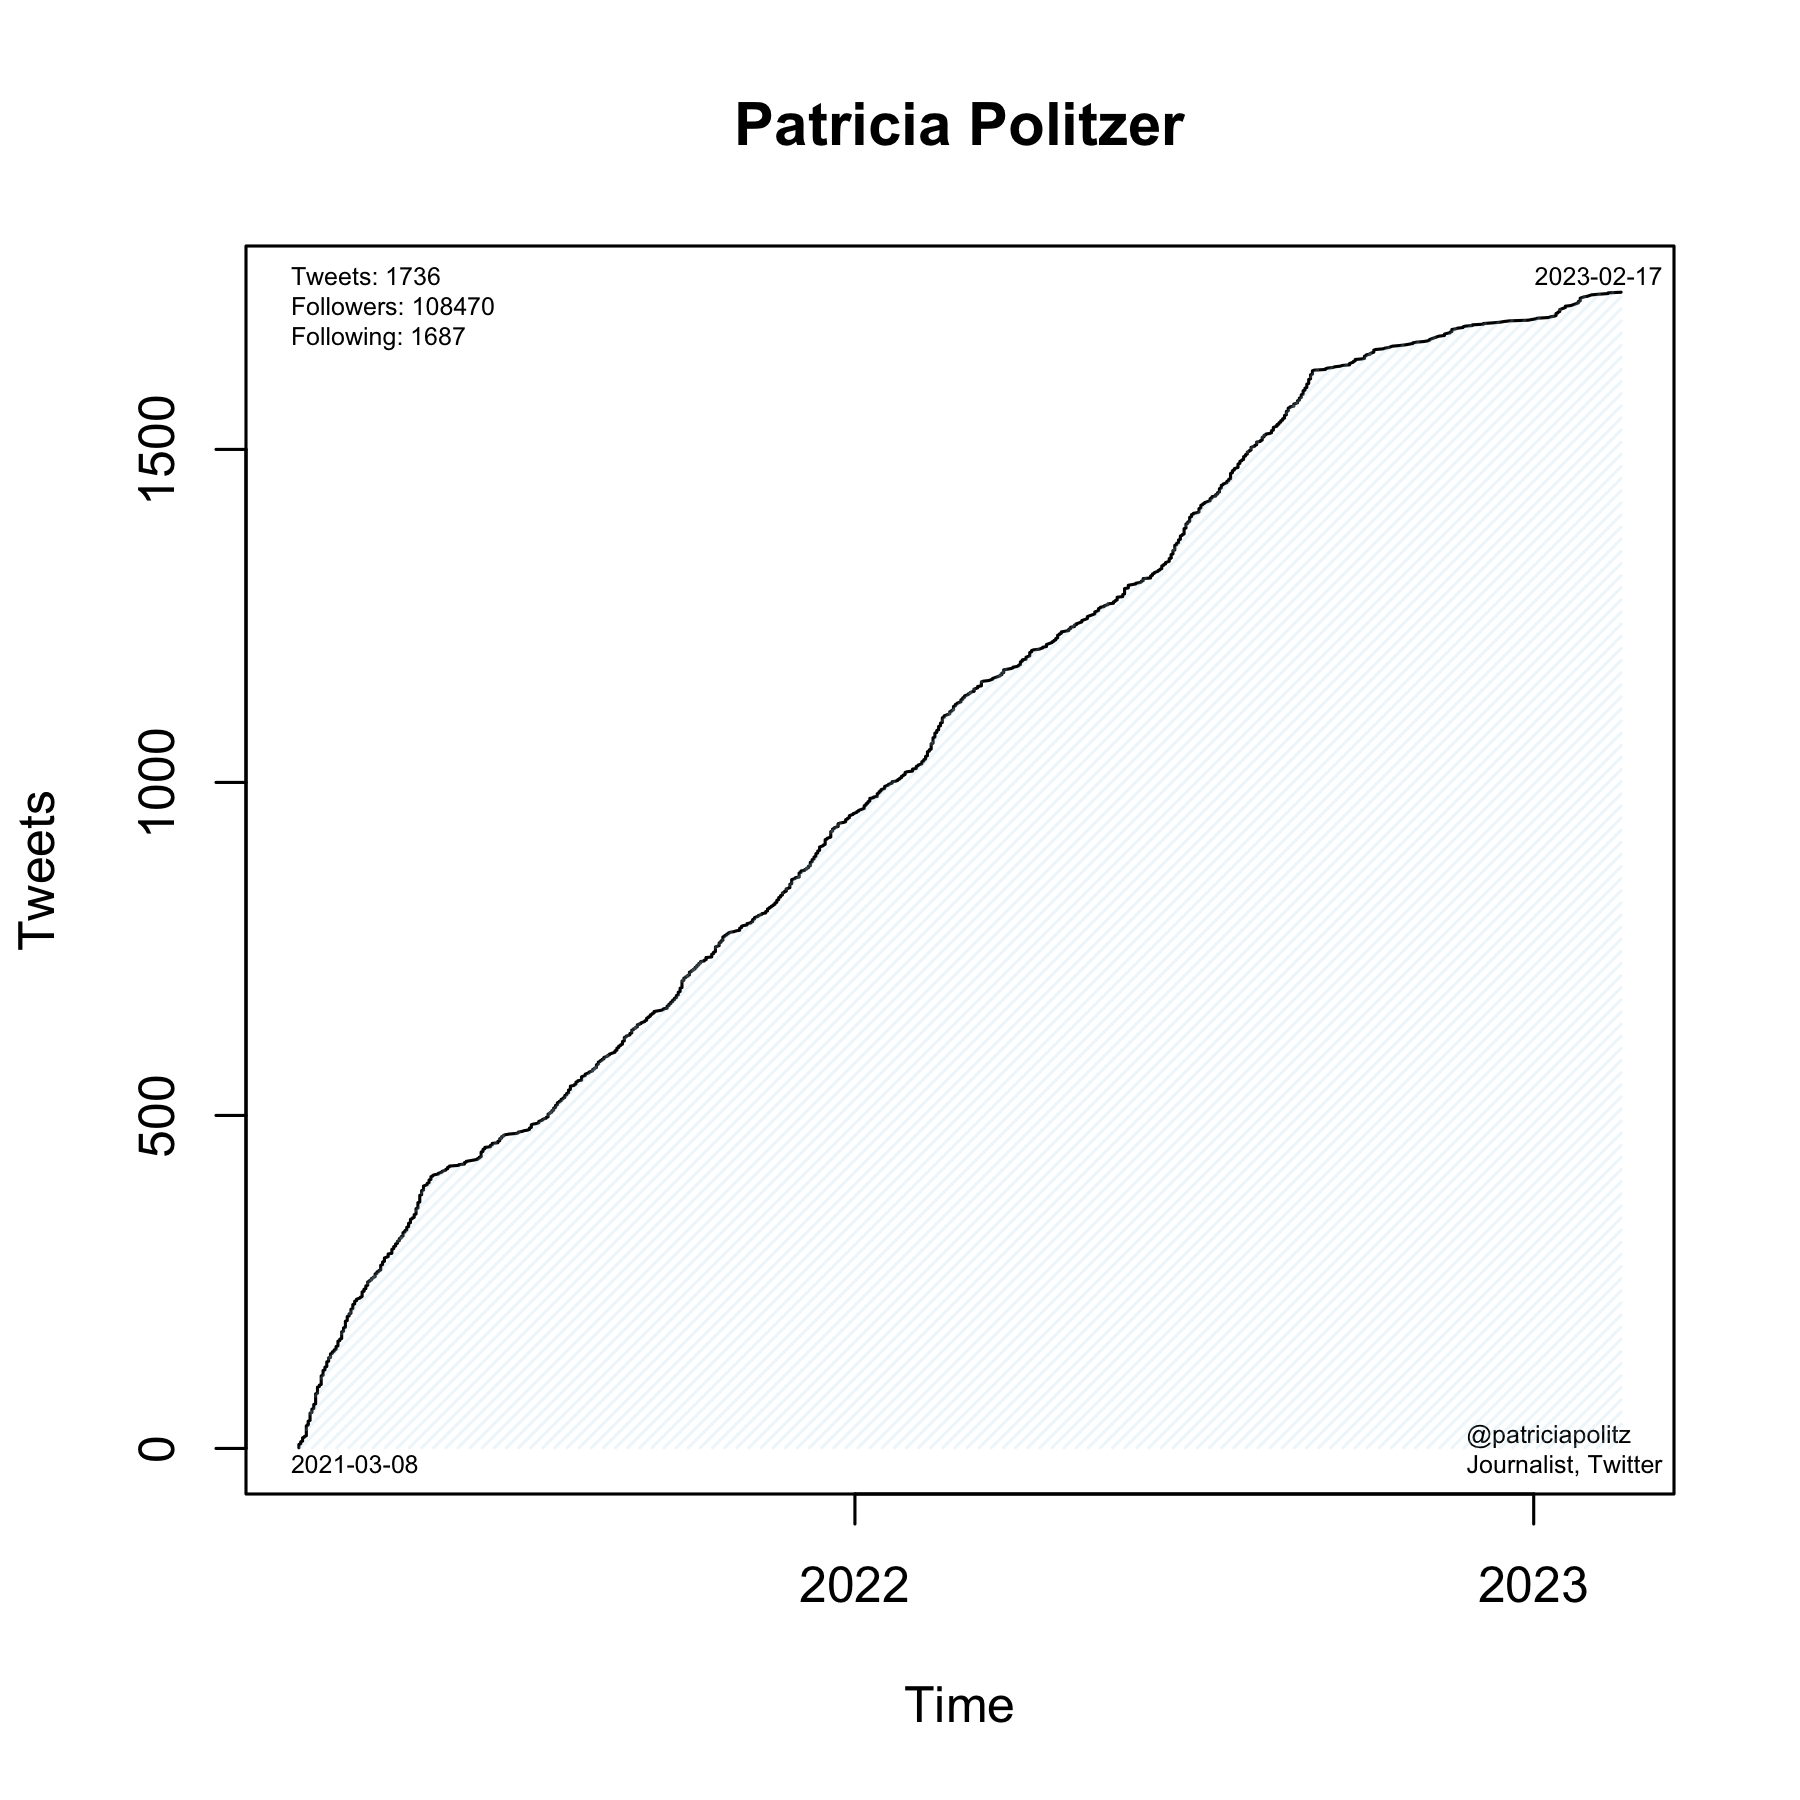 Patricia Politzer
Tweets: 1736
Followers: 108470
Following: 1687
2023-02-17
1500
1000
500
0
Tweets
2021-03-08
@patriciapolitz
Journalist, Twitter
2022
2023
Time